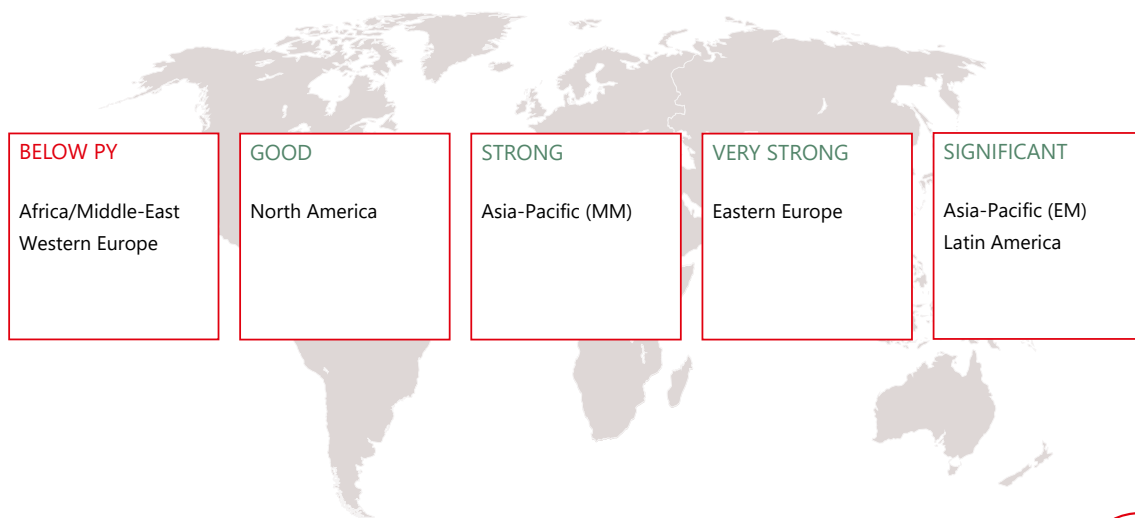 BELOW PY
Africa/Middle-East
Western Europe
GOOD
North America
STRONG
Asia-Pacific (MM)
VERY STRONG
Eastern Europe
SIGNIFICANT
Asia-Pacific (EM)
Latin America